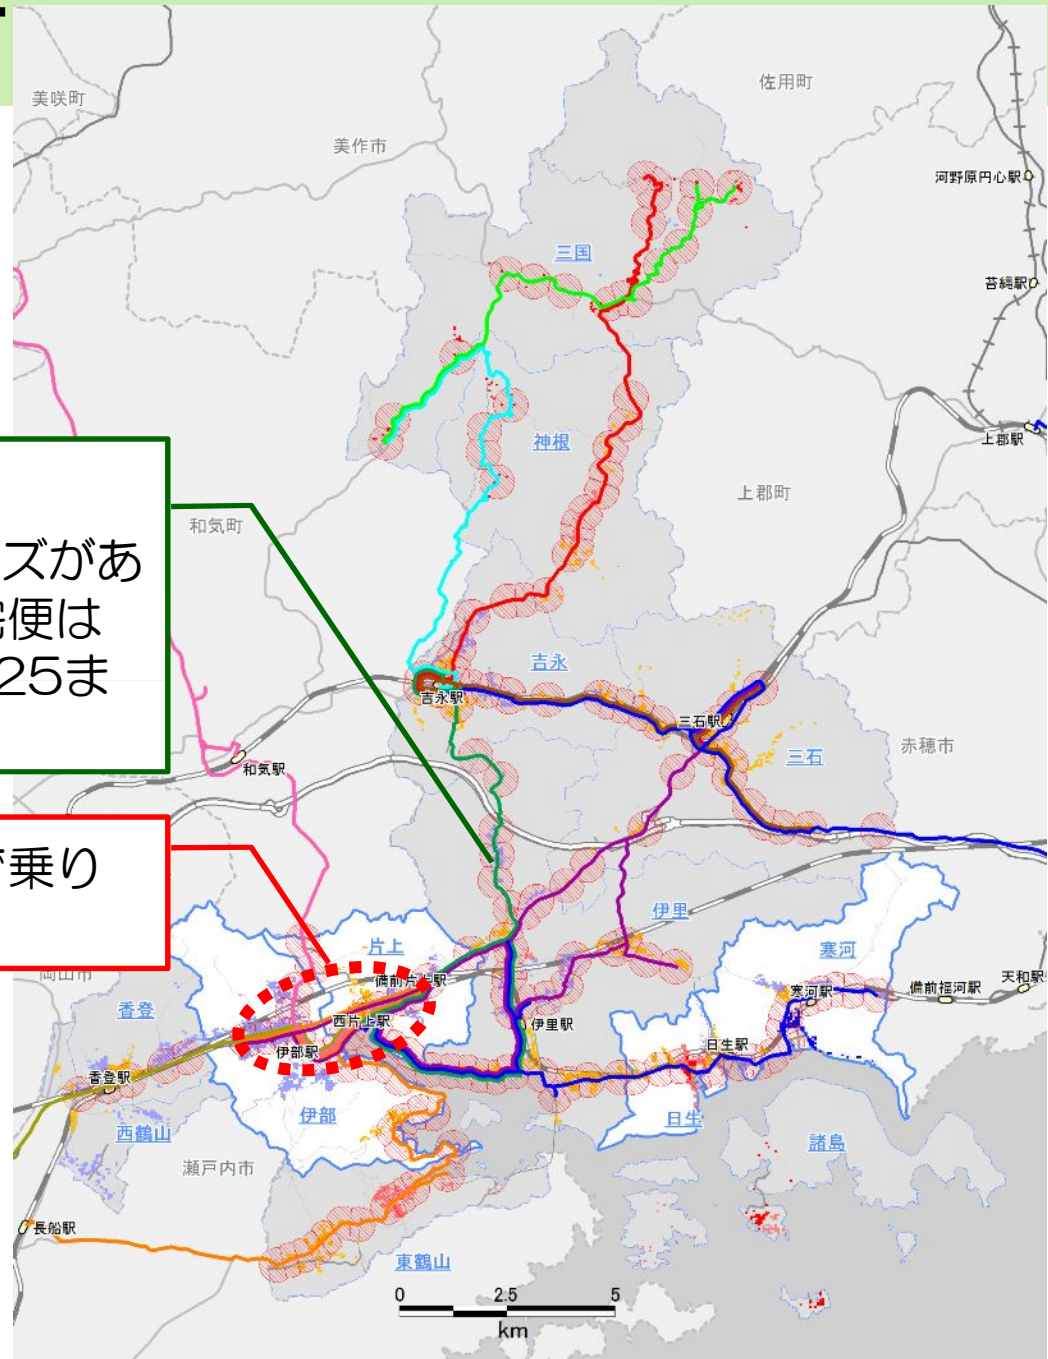 美咲町
佐用町
美作市
河野原円心駅
三国
苔縄駅
上郡駅
神根
上郡町
和気町
ズがあ
便は
25ま
吉永
吉永駅
三石駅
三石
赤穂市
和気駅
で乗り
伊里
片上
寒河
岡山市
備前片上駅
天和駅
香登
寒河駅
備前福河駅
西片上駅
伊里駅
伊部駅
日生駅
香登駅
伊部
日生
西鶴山
諸島
瀬戸内市
長船駅
東鶴山
0 2.5 5
km